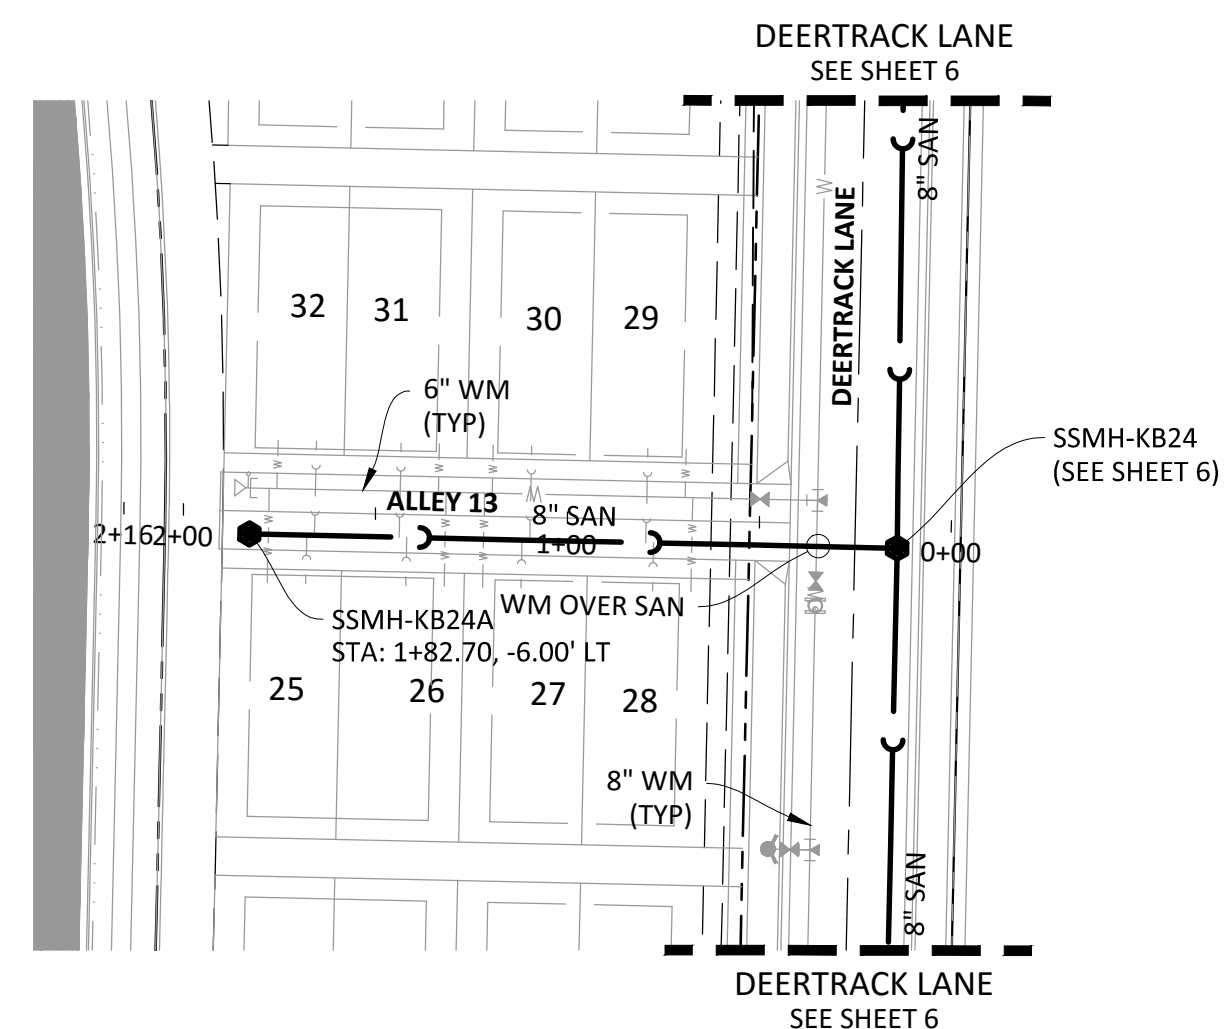 DEERTRACK LANE
SEE SHEET 6
8" SAN
DEERTRACK LANE
32
31
30
29
6" WM
(TYP)
SSMH-KB24
(SEE SHEET 6)
ALLEY 13
8" SAN
2+16
2+00
1+00
0+00
WM OVER SAN
SSMH-KB24A
STA: 1+82.70, -6.00' LT
25
26
27
28
8" WM
(TYP)
8" SAN
DEERTRACK LANE
SEE SHEET 6